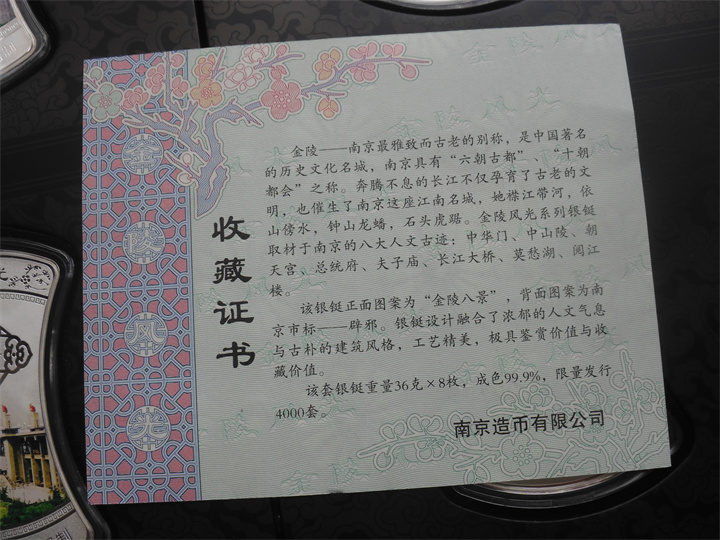 金陵风光
收藏证书
金陵——南京最雅致而古老的别称，是中国著名
的历史文化名城，南京具有“六朝古都”、“十朝
都会”之称。奔腾不息的长江不仅孕育了古老的文
明，也催生了南京这座江南名城，她襟江带河，依
山傍水，钟山龙蟠，石头虎踞。金陵风光系列银铤
取材于南京的八大人文古迹：中华门、中山陵、朝
天宫、总统府、夫子庙、长江大桥、莫愁湖、阅江
楼。
该银铤正面图案为“金陵八景”，背面图案为南
京市标——辟邪。银铤设计融合了浓郁的人文气息
与古朴的建筑风格，工艺精美，极具鉴赏价值与收
藏价值。
该套银铤重量36克×8枚，成色99.9%，限量发行
4000套。
南京造币有限公司